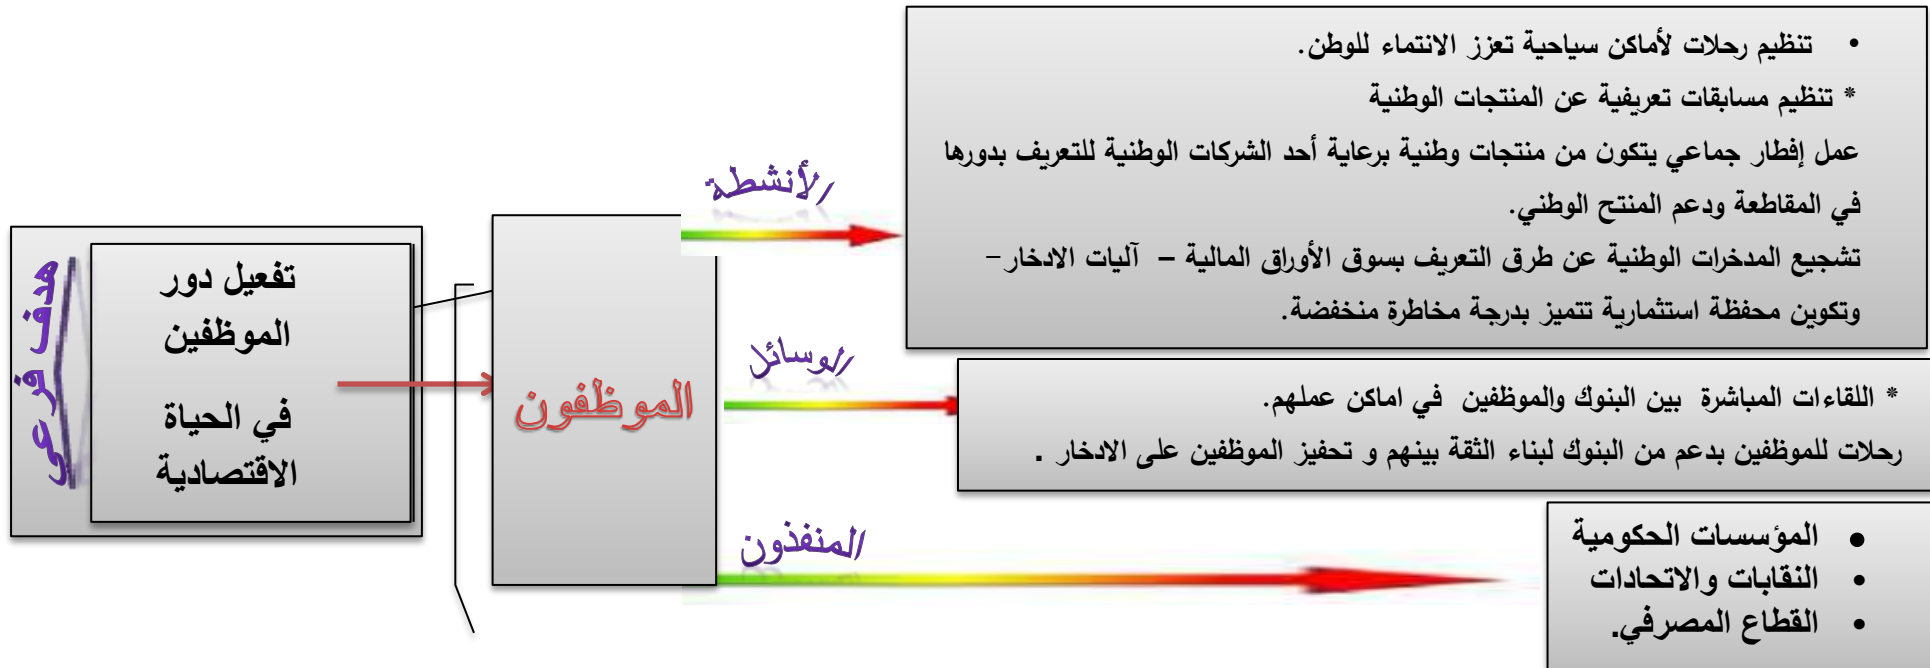 هدف فرعى
تفعيل دور
الموظفين
في الحياة
الاقتصادية
الموظفون
الأنشطة
• تنظيم رحلات لأماكن سياحية تعزز الانتماء للوطن.
* تنظيم مسابقات تعريفية عن المنتجات الوطنية
عمل إفطار جماعي يتكون من منتجات وطنية برعاية أحد الشركات الوطنية للتعريف بدورها
في المقاطعة ودعم المنتح الوطني.
تشجيع المدخرات الوطنية عن طرق التعريف بسوق الأوراق المالية – آليات الادخار–
وتكوين محفظة استثمارية تتميز بدرجة مخاطرة منخفضة.
الوسائل
* اللقاءات المباشرة بين البنوك والموظفين في اماكن عملهم.
رحلات للموظفين بدعم من البنوك لبناء الثقة بينهم و تحفيز الموظفين على الادخار .
المنفذون
• المؤسسات الحكومية
• النقابات والاتحادات
• القطاع المصرفي.